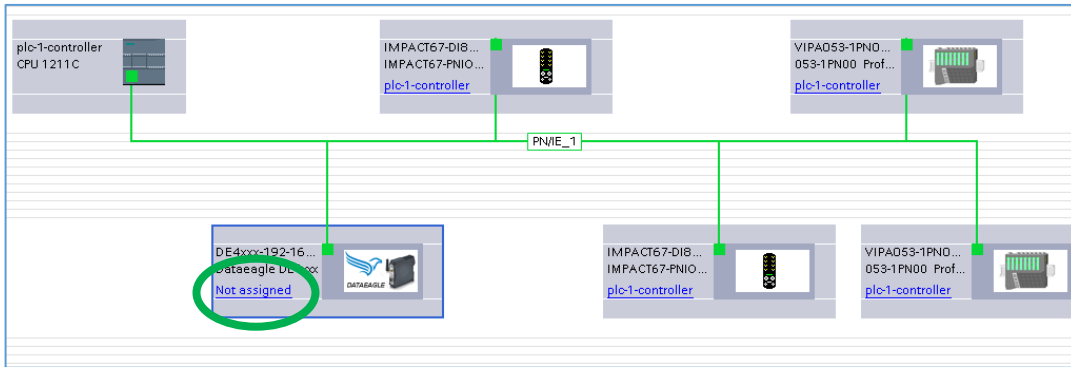 plc-1-controller
CPU 1211C
IMPACT67-DI8...
IMPACT67-PNIO...
plc-1-controller
VIPA053-1PN0...
053-1PN00 Prof...
plc-1-controller
PN/IE_1
DE4xxx-192-16...
Dataeagle DE4xxx
Not assigned
DATAEAGLE
IMPACT67-DI8...
IMPACT67-PNIO...
plc-1-controller
VIPA053-1PN0...
053-1PN00 Prof...
plc-1-controller